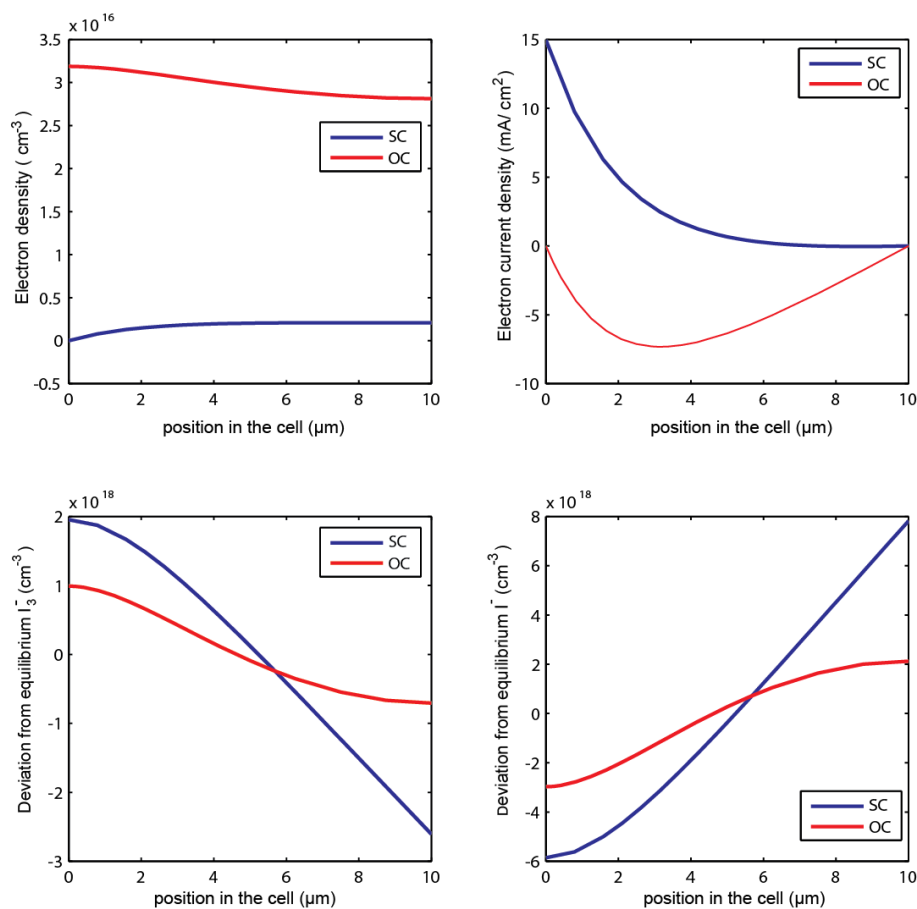 x 10 16
3.5
3
2.5
2
1.5
1
0.5
0
-0.5
Electron desnsity ( cm-3 )
SC
OC
0 2 4 6 8 10
position in the cell (µm)
15
10
5
0
-5
-10
Electron current density (mA/ cm2)
SC
OC
0 2 4 6 8 10
position in the cell (µm)
x 10 18
2
1
0
-1
-2
-3
Deviation from equilibrium I3- (cm-3)
SC
OC
0 2 4 6 8 10
position in the cell (µm)
x 10 18
8
6
4
2
0
-2
-4
-6
Deviation from equilibrium I- (cm-3)
SC
OC
0 2 4 6 8 10
position in the cell (µm)